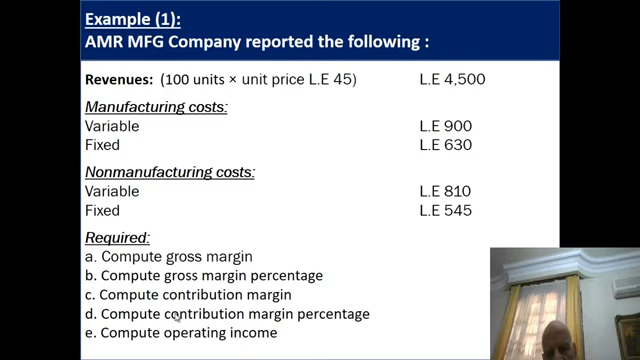 Example (1):
AMR MFG Company reported the following :
Revenues: (100 units × unit price L.E 45) L.E 4,500
Manufacturing costs:
Variable L.E 900
Fixed L.E 630
Nonmanufacturing costs:
Variable L.E 810
Fixed L.E 545
Required:
a. Compute gross margin
b. Compute gross margin percentage
c. Compute contribution margin
d. Compute contribution margin percentage
e. Compute operating income